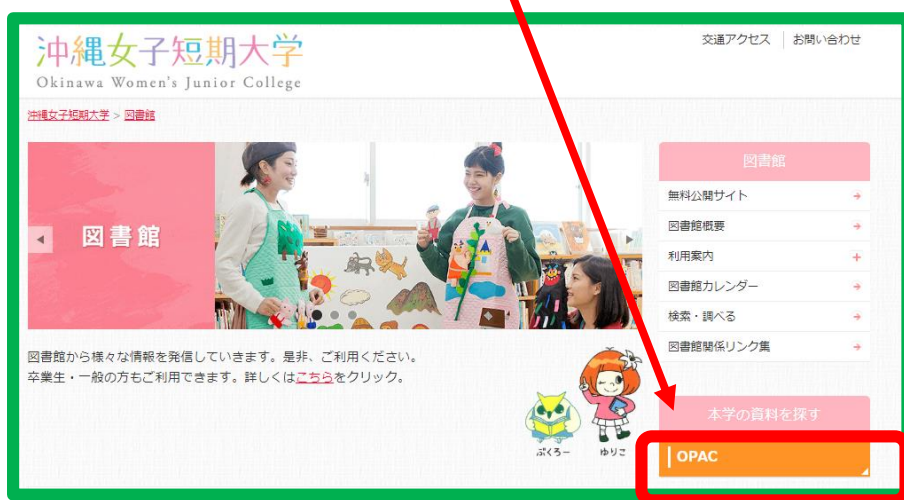 沖縄女子短期大学
Okinawa Women's Junior College
交通アクセス
お問い合わせ
沖縄女子短期大学 > 図書館
図書館
図書館
無料公開サイト
図書館概要
利用案内
図書館カレンダー
検索・調べる
図書館関係リンク集
図書館から様々な情報を発信していきます。是非、ご利用ください。
卒業生・一般の方もご利用できます。詳しくはこちらをクリック。
ぶくろー
ゆりこ
本学の資料を探す
OPAC